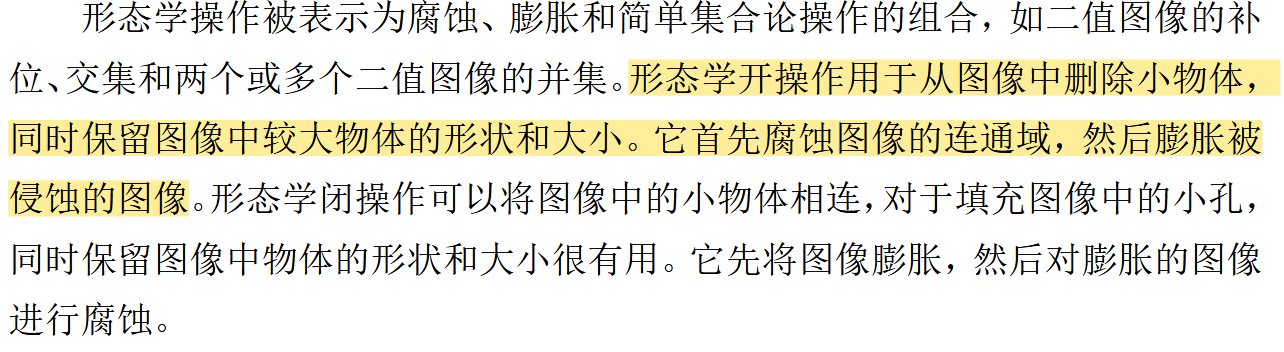 形态学操作被表示为腐蚀、膨胀和简单集合论操作的组合，如二值图像的补
位、交集和两个或多个二值图像的并集。形态学开操作用于从图像中删除小物体，
同时保留图像中较大物体的形状和大小。它首先腐蚀图像的连通域，然后膨胀被
侵蚀的图像。形态学闭操作可以将图像中的小物体相连，对于填充图像中的小孔，
同时保留图像中物体的形状和大小很有用。它先将图像膨胀，然后对膨胀的图像
进行腐蚀。